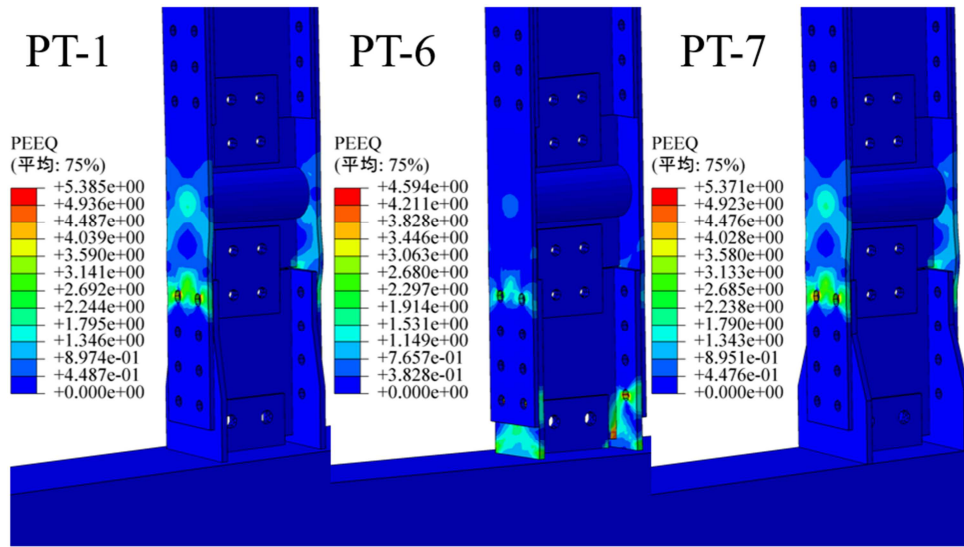 PT-1
PEEQ
(平均: 75%)
+5.385e+00
+4.936e+00
+4.487e+00
+4.039e+00
+3.590e+00
+3.141e+00
+2.692e+00
+2.244e+00
+1.795e+00
+1.346e+00
+8.974e-01
+4.487e-01
+0.000e+00
PT-6
PEEQ
(平均: 75%)
+4.594e+00
+4.211e+00
+3.828e+00
+3.446e+00
+3.063e+00
+2.680e+00
+2.297e+00
+1.914e+00
+1.531e+00
+1.149e+00
+7.657e-01
+3.828e-01
+0.000e+00
PT-7
PEEQ
(平均: 75%)
+5.371e+00
+4.923e+00
+4.476e+00
+4.028e+00
+3.580e+00
+3.133e+00
+2.685e+00
+2.238e+00
+1.790e+00
+1.343e+00
+8.951e-01
+4.476e-01
+0.000e+00